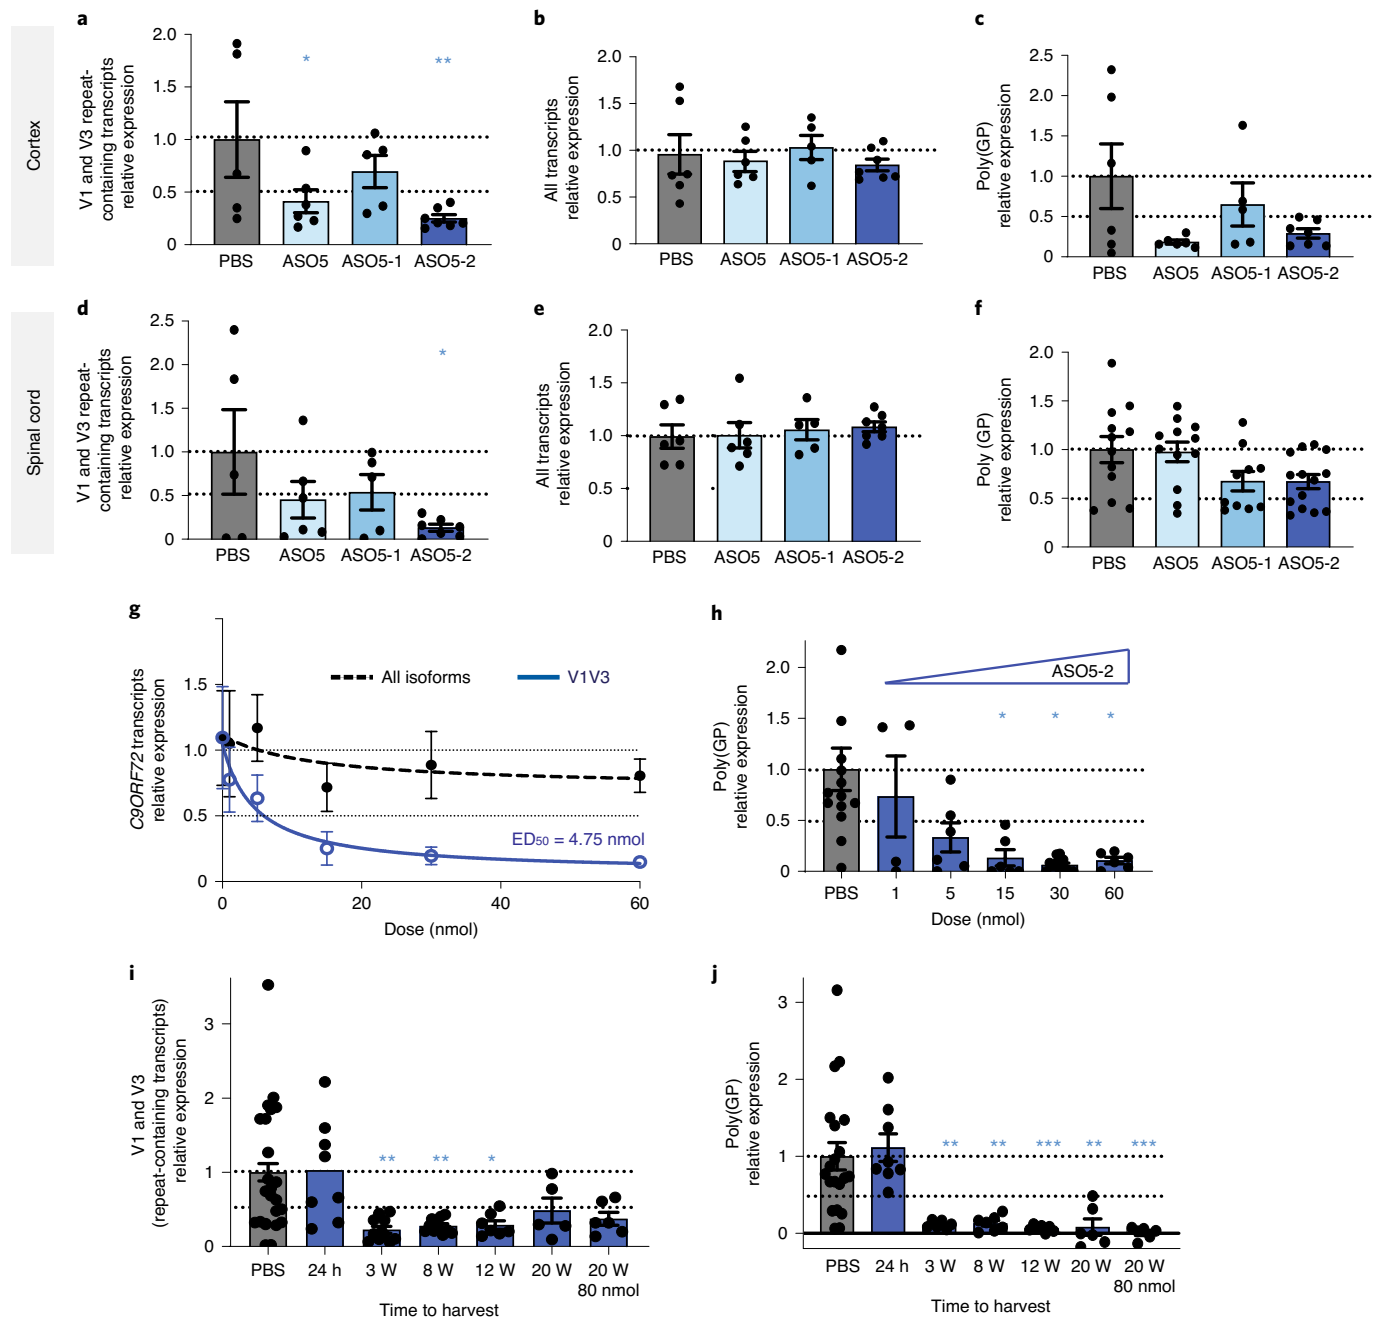 Cortex
a
V1 and V3 repeat-
containing transcripts
relative expression
2.0
1.5
1.0
0.5
0
*
**
PBS
ASO5
ASO5-1
ASO5-2
b
All transcripts
relative expression
2.0
1.5
1.0
0.5
0
PBS
ASO5
ASO5-1
ASO5-2
c
Poly(GP)
relative expression
2.5
2.0
1.5
1.0
0.5
0
PBS
ASO5
ASO5-1
ASO5-2
Spinal cord
d
V1 and V3 repeat-
containing transcripts
relative expression
2.5
2.0
1.5
1.0
0.5
0
*
PBS
ASO5
ASO5-1
ASO5-2
e
All transcripts
relative expression
2.0
1.5
1.0
0.5
0
PBS
ASO5
ASO5-1
ASO5-2
f
Poly (GP)
relative expression
2.0
1.5
1.0
0.5
0
PBS
ASO5
ASO5-1
ASO5-2
g
C9ORF72 transcripts
relative expression
1.5
1.0
0.5
0
All isoforms
V1V3
ED50 = 4.75 nmol
0
20
40
60
Dose (nmol)
h
Poly(GP)
relative expression
2.0
1.5
1.0
0.5
0
ASO5-2
*
*
*
PBS
1
5
15
30
60
Dose (nmol)
i
V1 and V3
(repeat-containing transcripts)
relative expression
3
2
1
0
**
**
*
PBS
24 h
3 W
8 W
12 W
20 W
20 W
80 nmol
Time to harvest
j
Poly(GP)
relative expression
3
2
1
0
**
**
***
**
***
PBS
24 h
3 W
8 W
12 W
20 W
20 W
80 nmol
Time to harvest